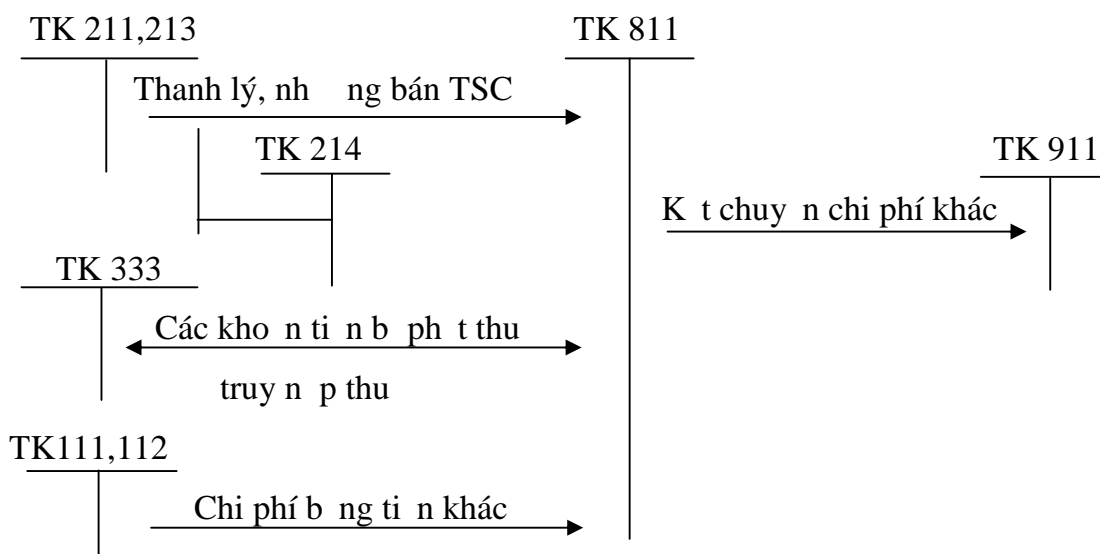 TK 211,213
TK 811
Thanh lý, nh ng bán TSC
TK 214
TK 911
K t chuy n chi phí khác
TK 333
Các kho n ti n b ph t thu
truy n p thu
TK111,112
Chi phí b ng ti n khác